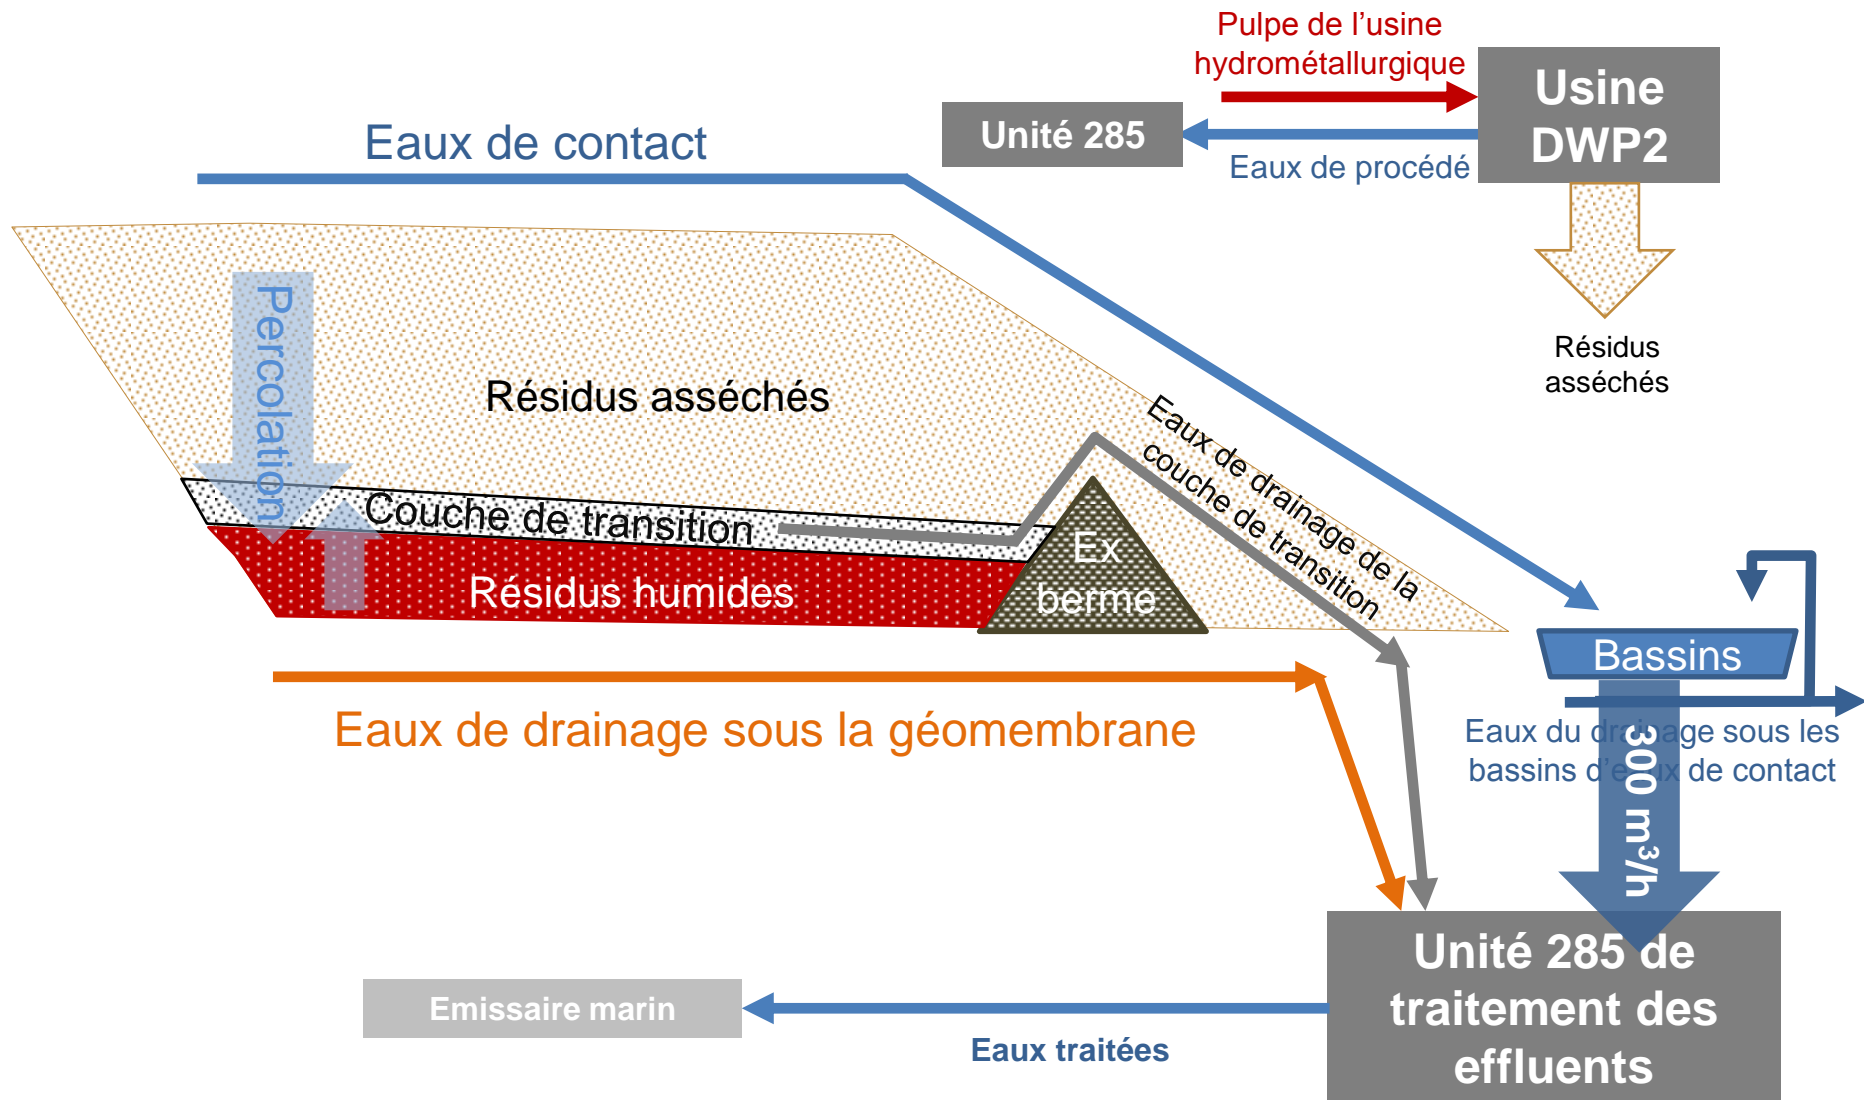 Pulpe de l’usine
hydrométallurgique
Usine
DWP2
Unité 285
Eaux de procédé
Eaux de contact
Résidus
asséchés
Percolation
Résidus asséchés
Eaux de drainage de la
couche de transition
Couche de transition
Ex
berme
Résidus humides
Bassins
Eaux de drainage sous la géomembrane
Eaux du drainage sous les
bassins d'eaux de contact
300 m³/h
Unité 285 de
traitement des
effluents
Emissaire marin
Eaux traitées